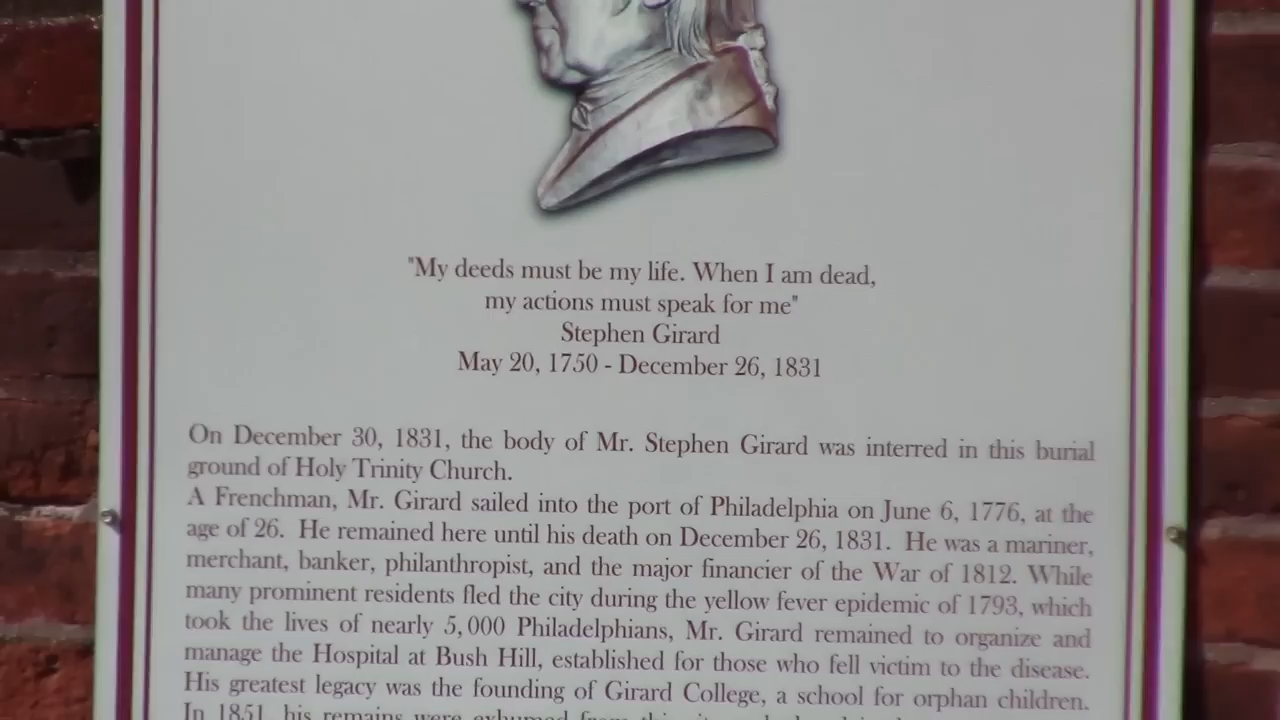 "My deeds must be my life. When I am dead,
my actions must speak for me"
Stephen Girard
May 20, 1750 - December 26, 1831
On December 30, 1831, the body of Mr. Stephen Girard was interred in this burial
ground of Holy Trinity Church.
A Frenchman, Mr. Girard sailed into the port of Philadelphia on June 6, 1776, at the
age of 26. He remained here until his death on December 26, 1831. He was a mariner,
merchant, banker, philanthropist, and the major financier of the War of 1812. While
many prominent residents fled the city during the yellow fever epidemic of 1793, which
took the lives of nearly 5,000 Philadelphians, Mr. Girard remained to organize and
manage the Hospital at Bush Hill, established for those who fell victim to the disease.
His greatest legacy was the founding of Girard College, a school for orphan children.
In 1851, his remains were exhumed from this site